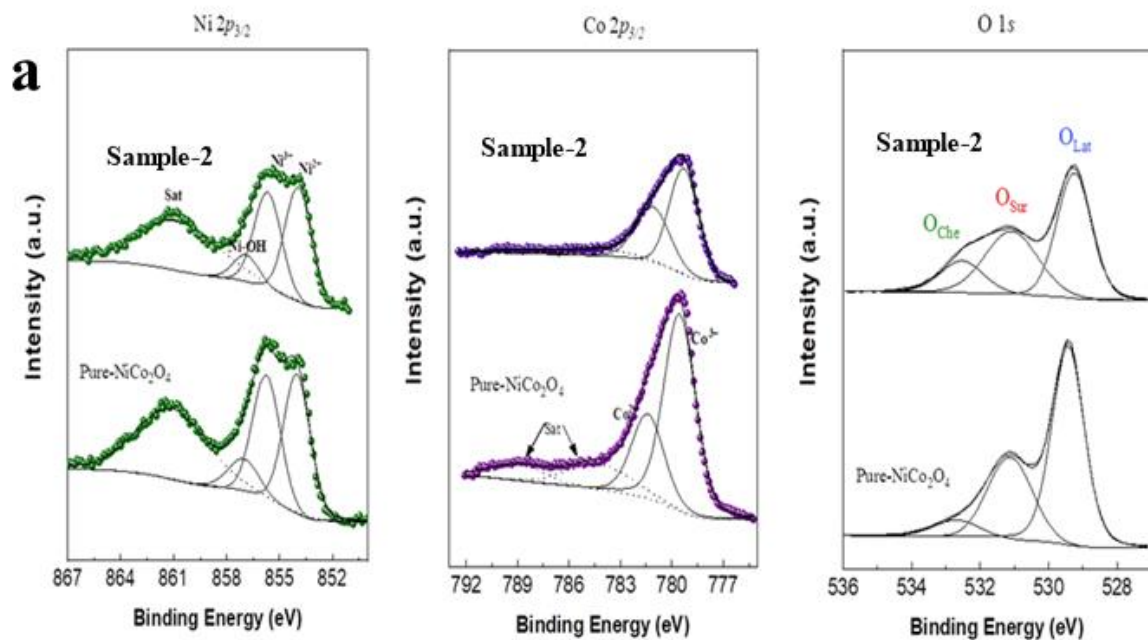 Ni 2p3/2
Co 2p3/2
O 1s
a
Sample-2
Ni3+
Ni2+
Sat
Ni-OH
Pure-NiCo2O4
Intensity (a.u.)
867 864 861 858 855 852
Binding Energy (eV)
Sample-2
Co3+
Pure-NiCo2O4
Sat
Intensity (a.u.)
792 789 786 783 780 777
Binding Energy (eV)
Sample-2
OLat
OSur
OChe
Pure-NiCo2O4
Intensity (a.u.)
536 534 532 530 528
Binding Energy (eV)